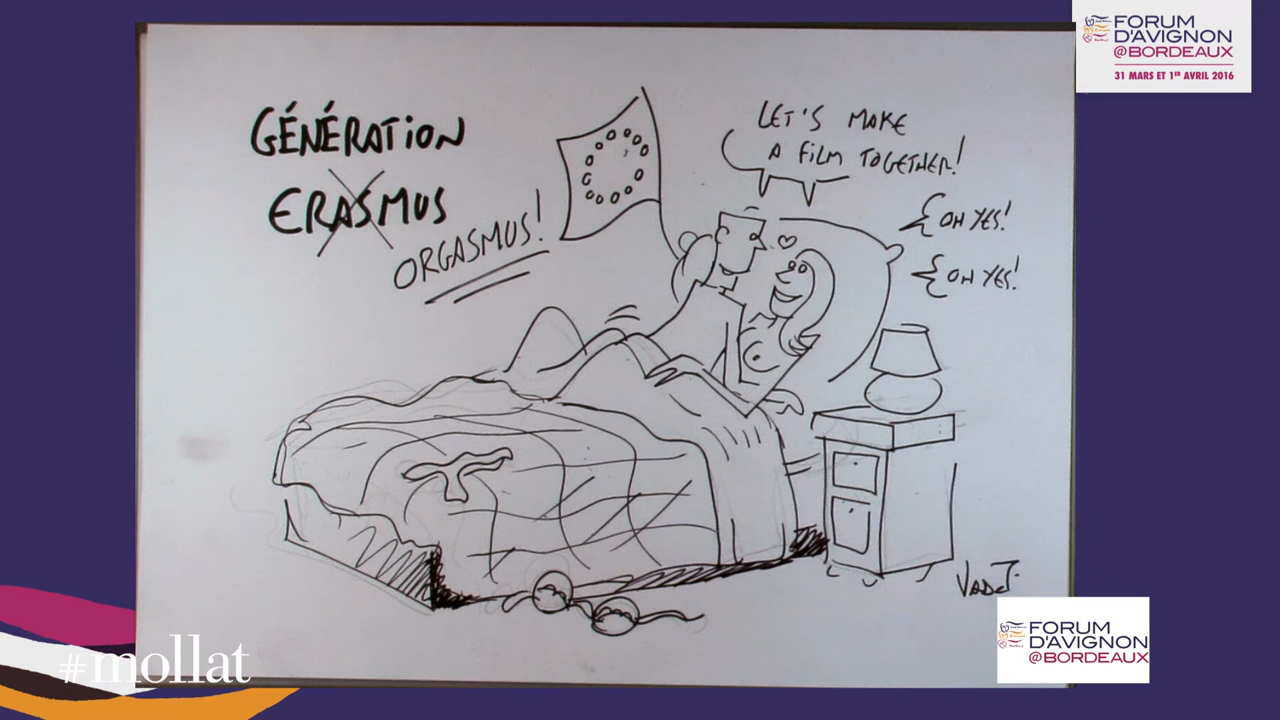 GÉNÉRATION
ERASMUS
ORGASMUS!
LET'S MAKE
A FILM TOGETHER!
OH YES!
OH YES!
VADOT
FORUM
D'AVIGNON
@BORDEAUX
31 MARS ET 1ER AVRIL 2016
#mollat
FORUM
D'AVIGNON
@BORDEAUX